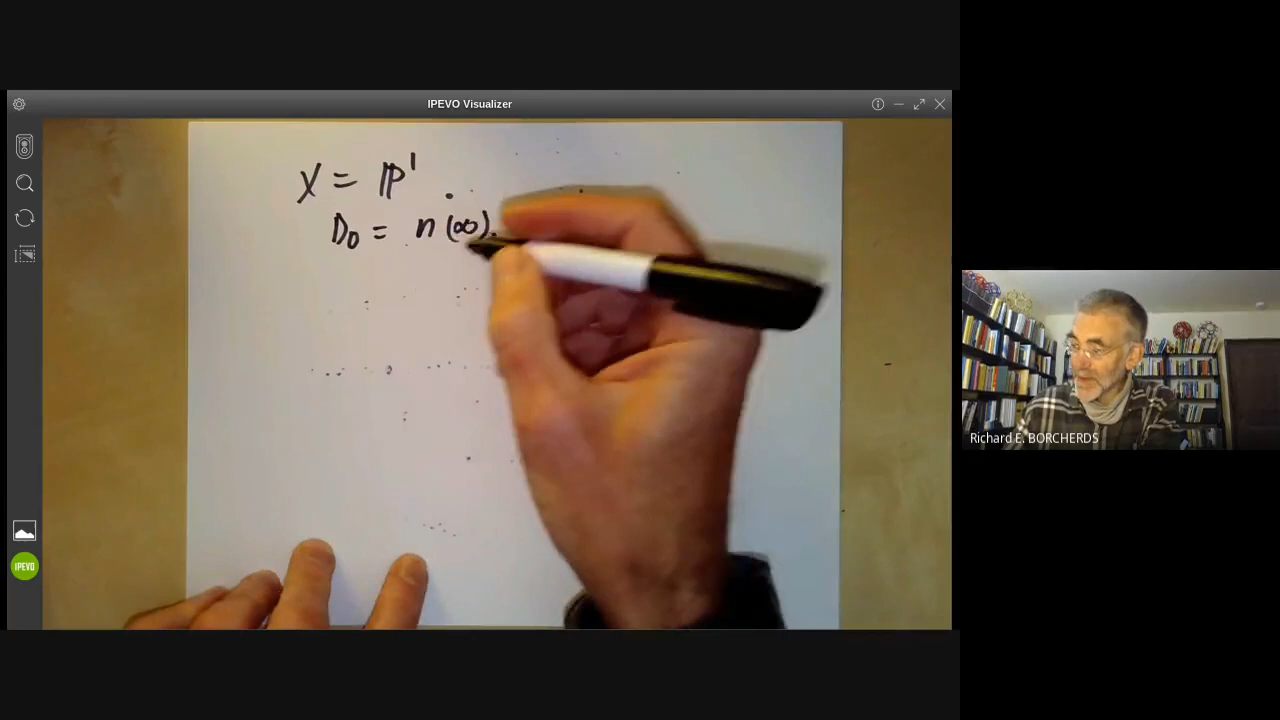 IPEVO Visualizer
X = ℙ¹.
D₀ = n(∞).
IPEVO
Richard E. BORCHERDS